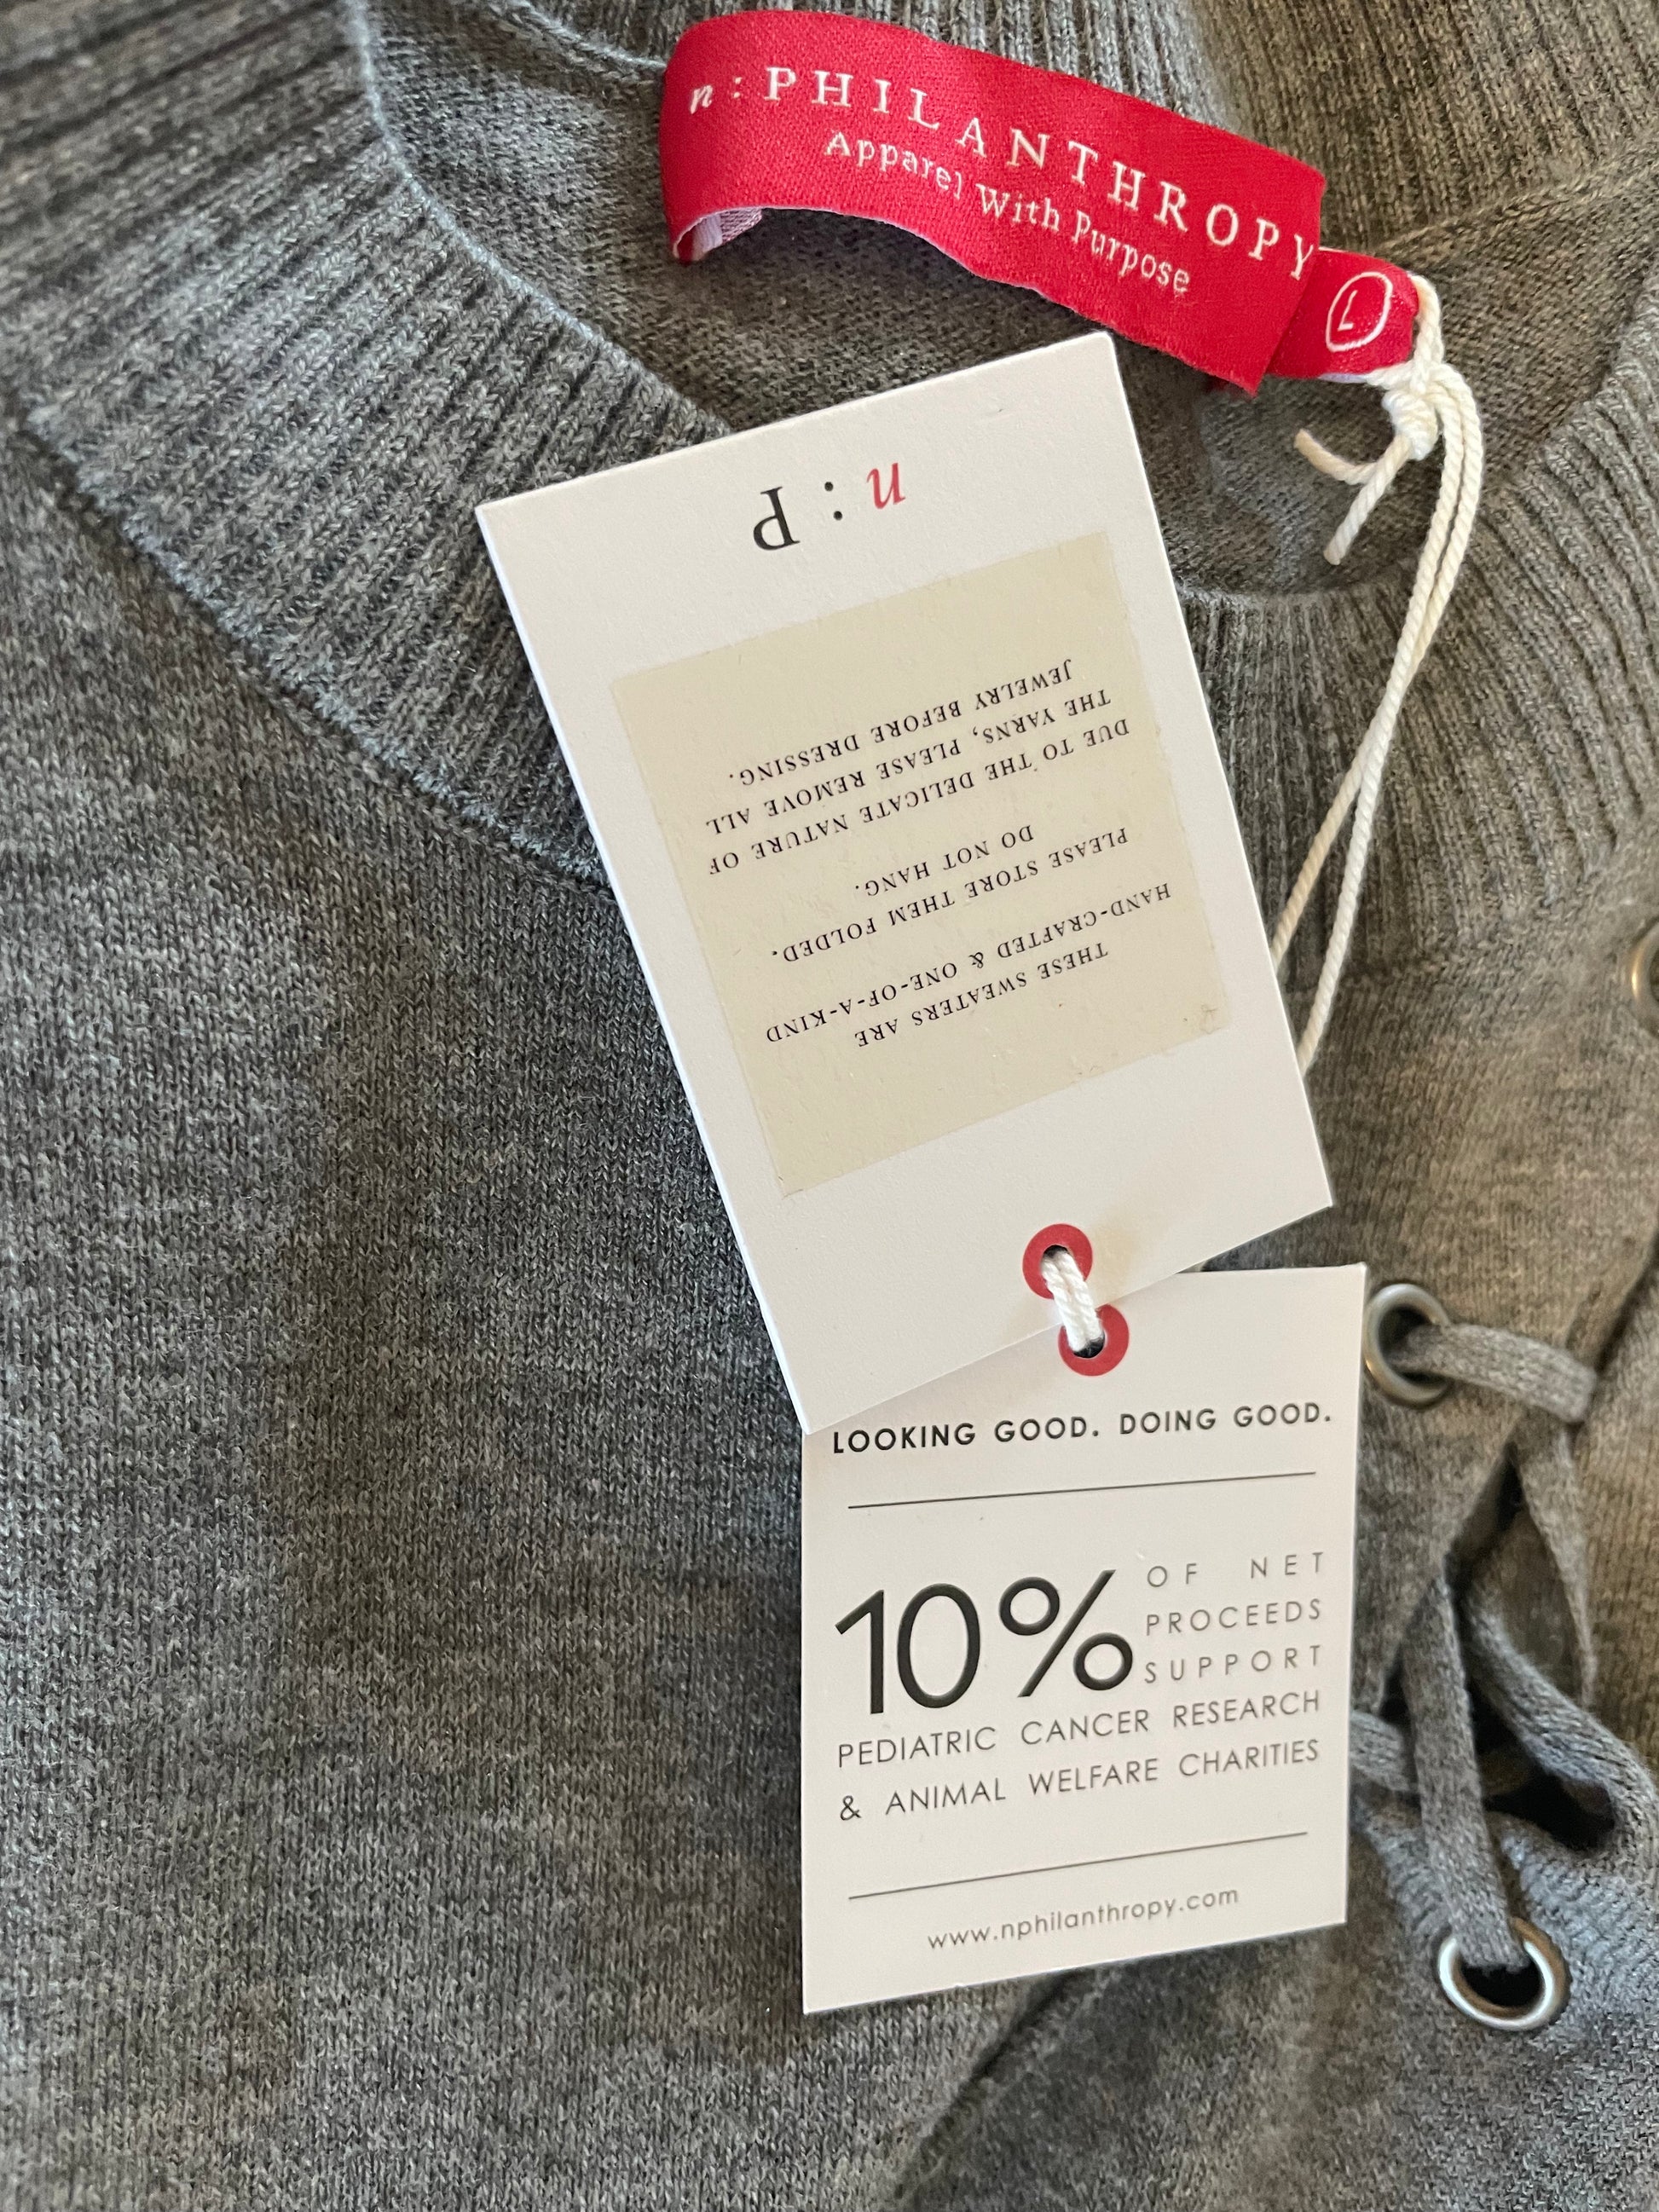 n : PHILANTHROPY
Apparel With Purpose
L
n : P
THESE SWEATERS ARE
HAND-CRAFTED & ONE-OF-A-KIND
PLEASE STORE THEM FOLDED.
DO NOT HANG.
DUE TO THE DELICATE NATURE OF
THE YARNS, PLEASE REMOVE ALL
JEWELRY BEFORE DRESSING.
LOOKING GOOD. DOING GOOD.
10% OF NET
PROCEEDS
SUPPORT
PEDIATRIC CANCER RESEARCH
& ANIMAL WELFARE CHARITIES
www.nphilanthropy.com